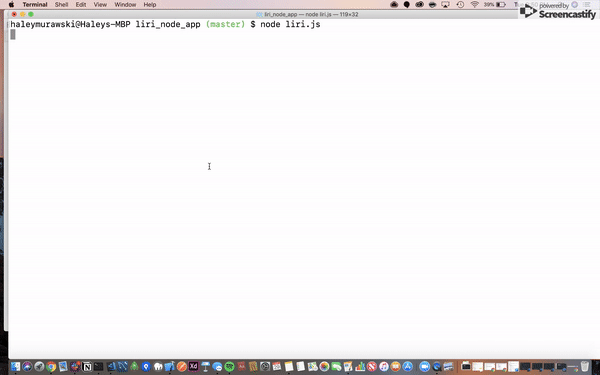 Terminal Shell Edit View Window Help
39%
powered by
Screencastify
liri_node_app — node liri.js — 119×32
haleymurawski@Haleys-MBP liri_node_app (master) $ node liri.js